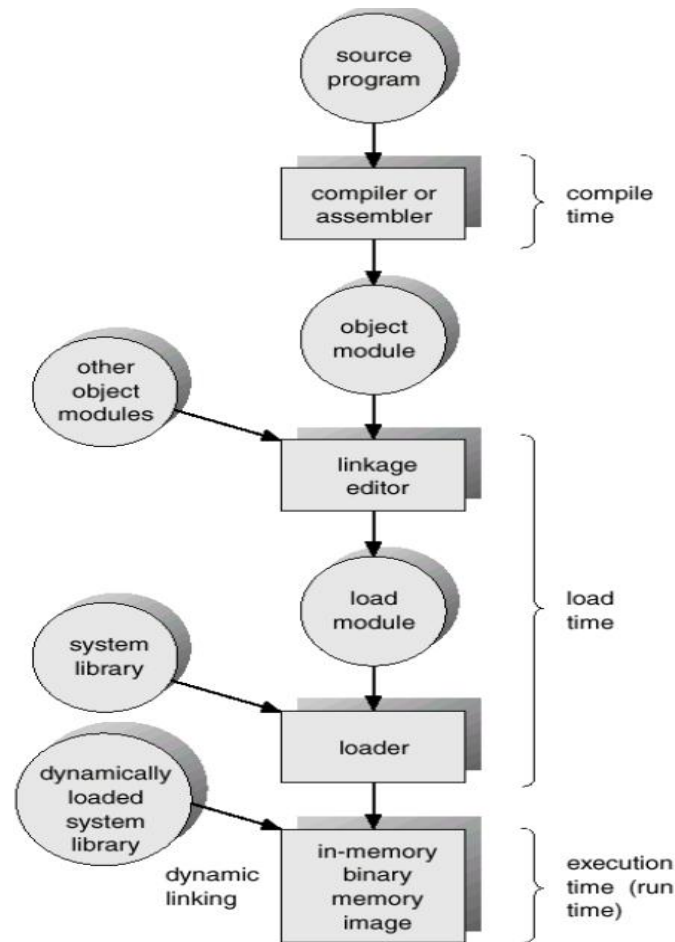 source
program
compiler or
assembler
compile
time
object
module
other
object
modules
linkage
editor
load
module
load
time
system
library
loader
dynamically
loaded
system
library
dynamic
linking
in-memory
binary
memory
image
execution
time (run
time)